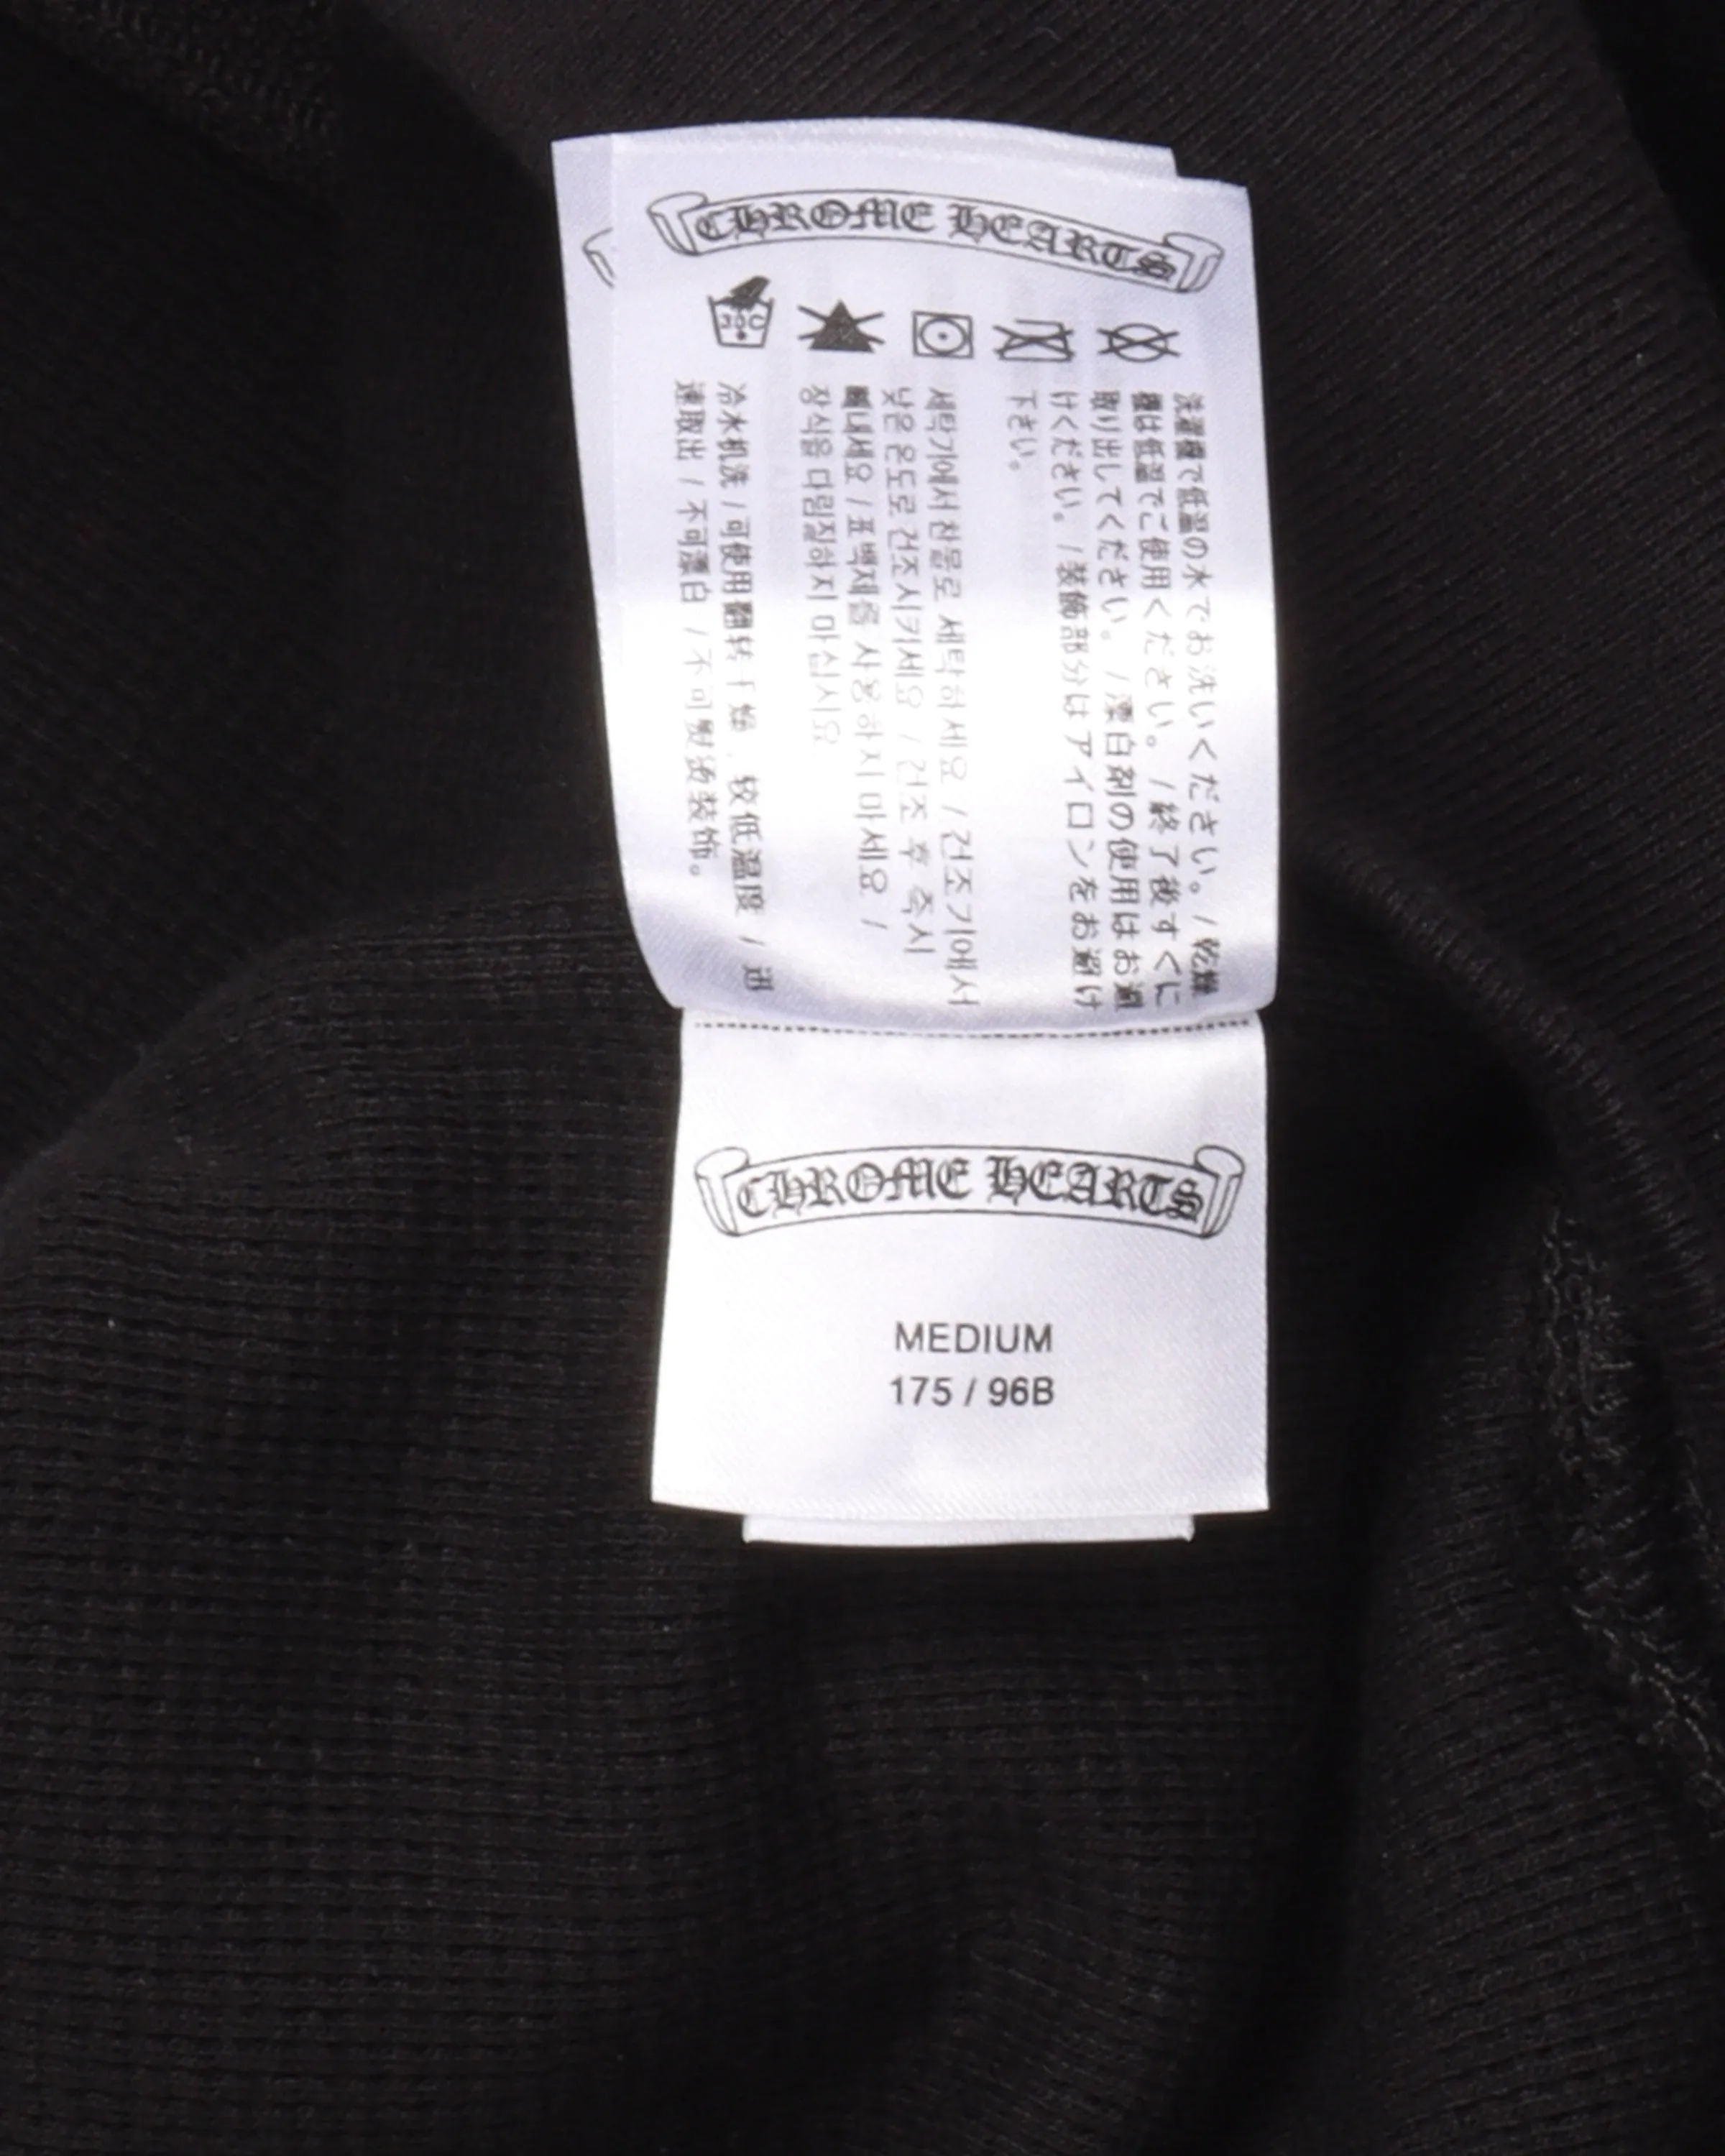 CHROME HEARTS
30C
洗濯機で低温の水でお洗いください。/ 乾燥
機は低温でご使用ください。/ 終了後すぐに
取り出してください。/ 漂白剤の使用はお避
けください。/ 装飾部分はアイロンをお避け
下さい。
세탁기에서 찬물로 세탁하세요 / 건조기에서
낮은 온도로 건조시키세요 / 건조 후 즉시
빼내세요 / 표백제를 사용하지 마세요 /
장식을 다림질하지 마십시요
冷水机洗 / 可使用翻转干燥﹑较低温度 / 迅
速取出 / 不可漂白 / 不可熨烫装饰。
CHROME HEARTS
MEDIUM
175 / 96B